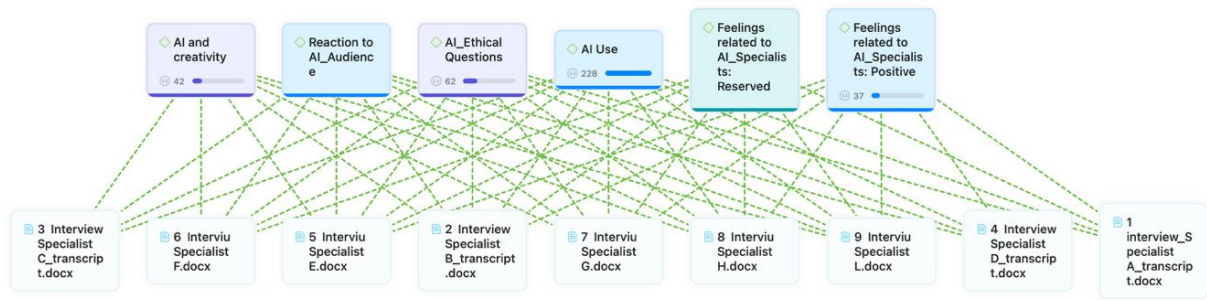 AI and
creativity
42
Reaction to
AI_Audienc
e
AI_Ethical
Questions
62
AI Use
228
Feelings
related to
AI_Specialis
ts:
Reserved
Feelings
related to
AI_Specialis
ts: Positive
37
3 Interview
Specialist
C_transcrip
t.docx
6 Interviu
Specialist
F.docx
5 Interviu
Specialist
E.docx
2 Interview
Specialist
B_transcript
.docx
7 Interviu
Specialist
G.docx
8 Interviu
Specialist
H.docx
9 Interviu
Specialist
L.docx
4 Interview
Specialist
D_transcrip
t.docx
1
interview_S
pecialist
A_transcrip
t.docx